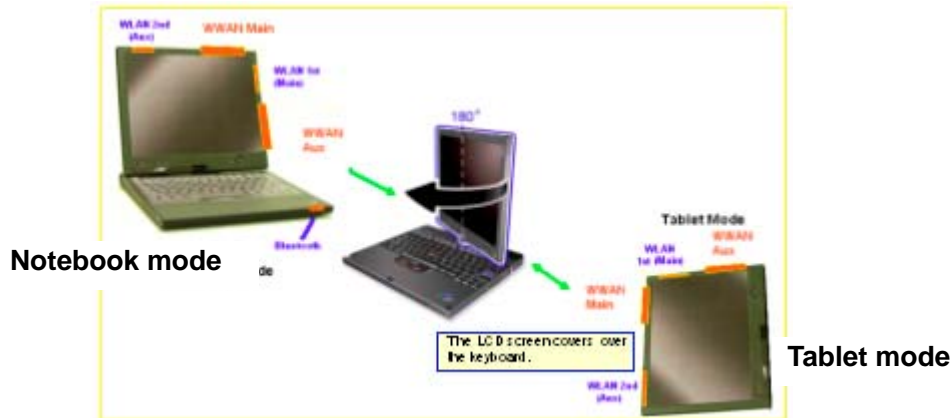 WLAN 2nd
(Aux)
WWAN Main
WLAN 1st
(Main)
WWAN
Aux
Bluetooth
Notebook mode
de
180°
The LCD screen covers over
the keyboard.
Tablet Mode
WLAN
1st (Main)
WWAN
Aux
WWAN
Main
WLAN 2nd
(Aux)
Tablet mode